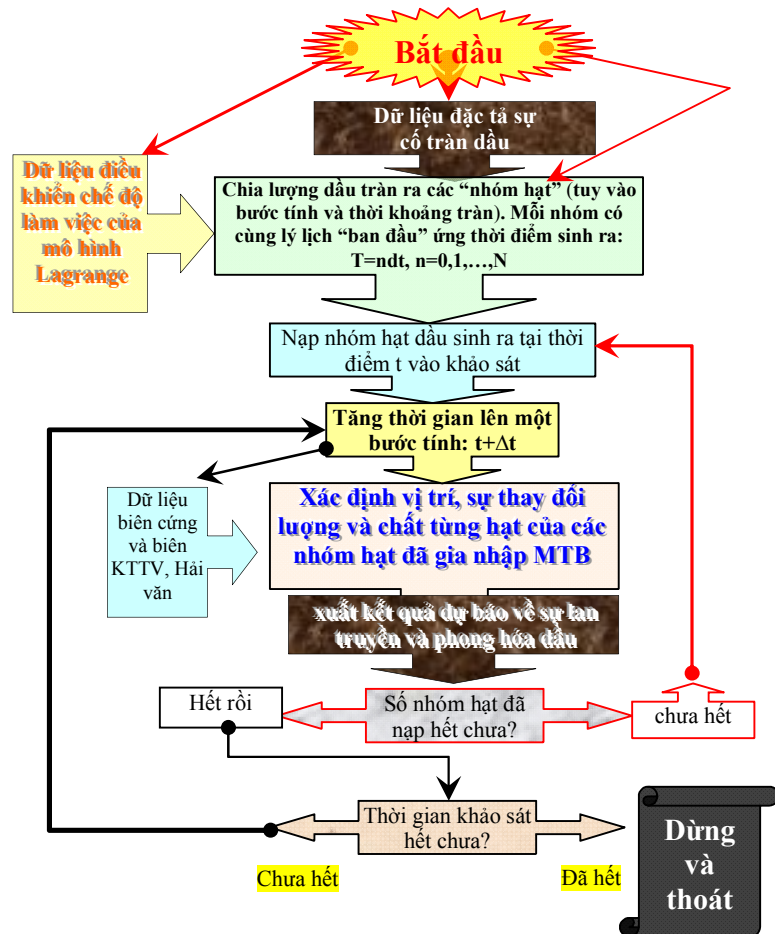 Bắt đầu
Dữ liệu đặc tả sự
cố tràn dầu
Dữ liệu điều
khiển chế độ
làm việc của
mô hình
Lagrange
Chia lượng dầu tràn ra các “nhóm hạt” (tuy vào
bước tính và thời khoảng tràn). Mỗi nhóm có
cùng lý lịch “ban đầu” ứng thời điểm sinh ra:
T=ndt, n=0,1,…,N
Nạp nhóm hạt dầu sinh ra tại thời
điểm t vào khảo sát
Tăng thời gian lên một
bước tính: t+Δt
Dữ liệu
biên cứng
và biên
KTTV, Hải
văn
Xác định vị trí, sự thay đổi
lượng và chất từng hạt của các
nhóm hạt đã gia nhập MTB
xuất kết quả dự báo về sự lan
truyền và phong hóa dầu
Hết rồi
Số nhóm hạt đã
nạp hết chưa?
chưa hết
Thời gian khảo sát
hết chưa?
Chưa hết
Đã hết
Dừng
và
thoát